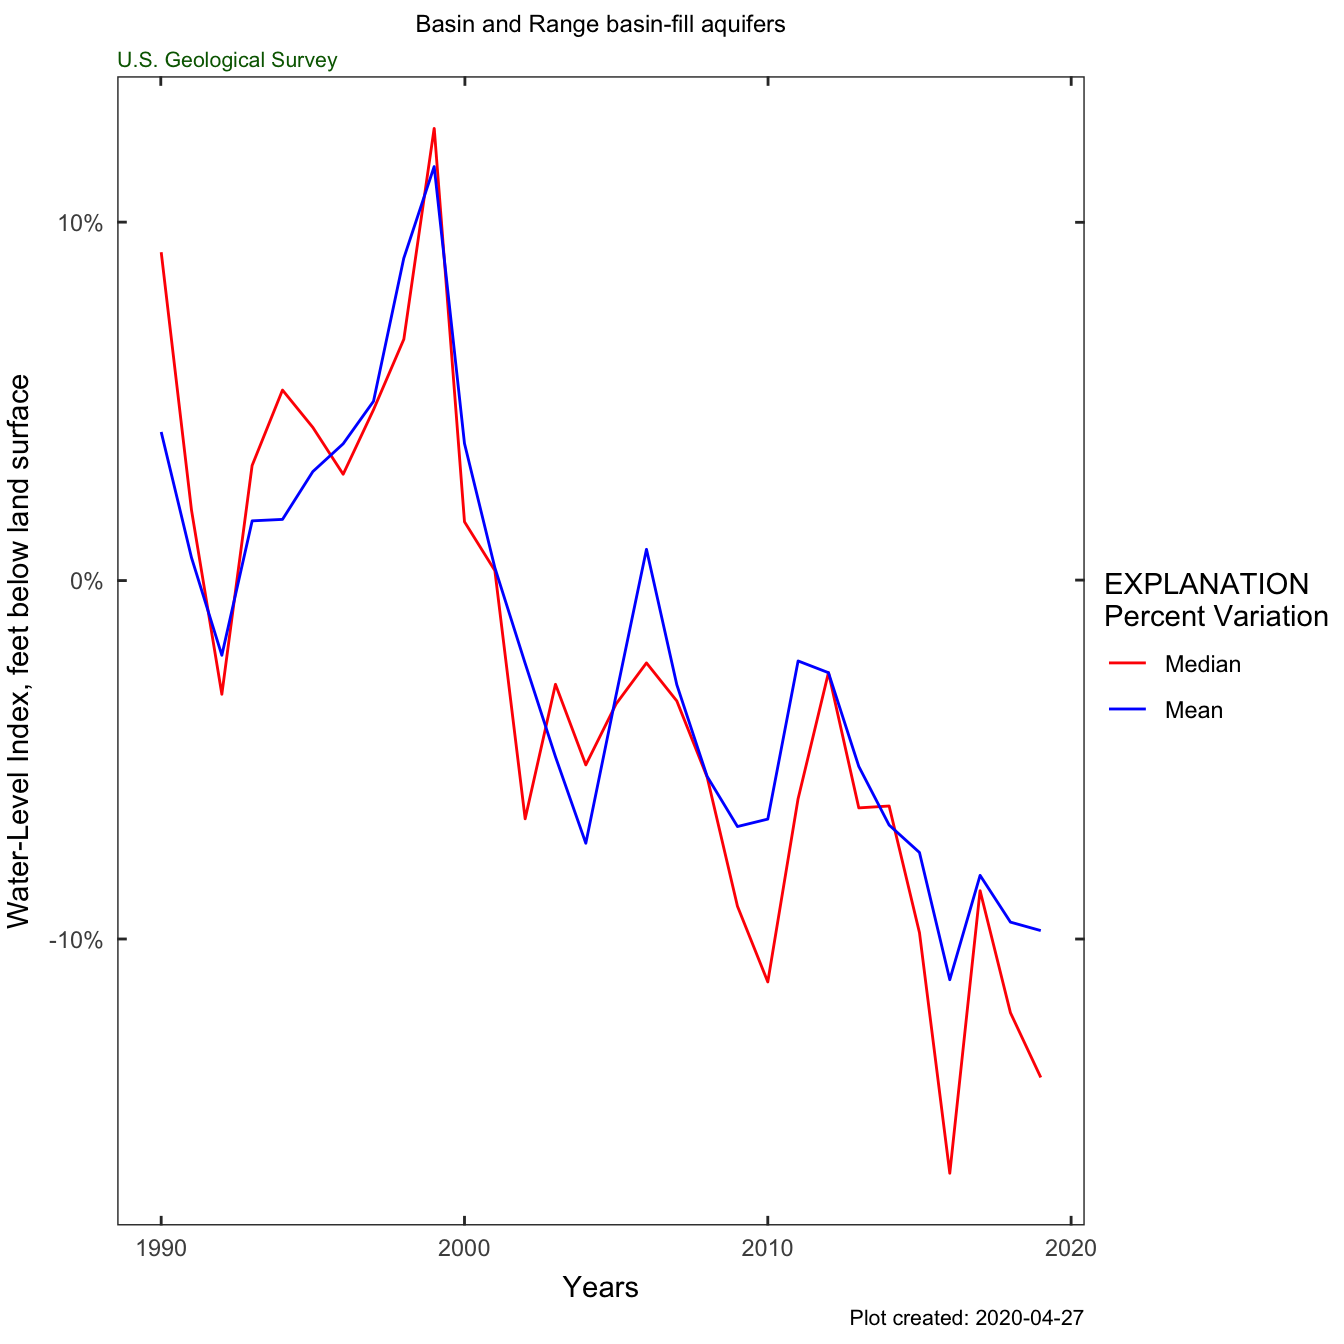 Basin and Range basin-fill aquifers
U.S. Geological Survey
Water-Level Index, feet below land surface
10%
0%
-10%
1990
2000
2010
2020
Years
EXPLANATION
Percent Variation
Median
Mean
Plot created: 2020-04-27